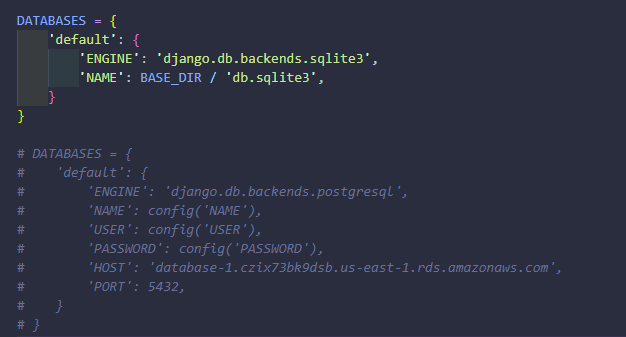 DATABASES = {
    'default': {
        'ENGINE': 'django.db.backends.sqlite3',
        'NAME': BASE_DIR / 'db.sqlite3',
    }
}
# DATABASES = {
#    'default': {
#        'ENGINE': 'django.db.backends.postgresql',
#        'NAME': config('NAME'),
#        'USER': config('USER'),
#        'PASSWORD': config('PASSWORD'),
#        'HOST': 'database-1.czix73bk9dsb.us-east-1.rds.amazonaws.com',
#        'PORT': 5432,
#    }
# }